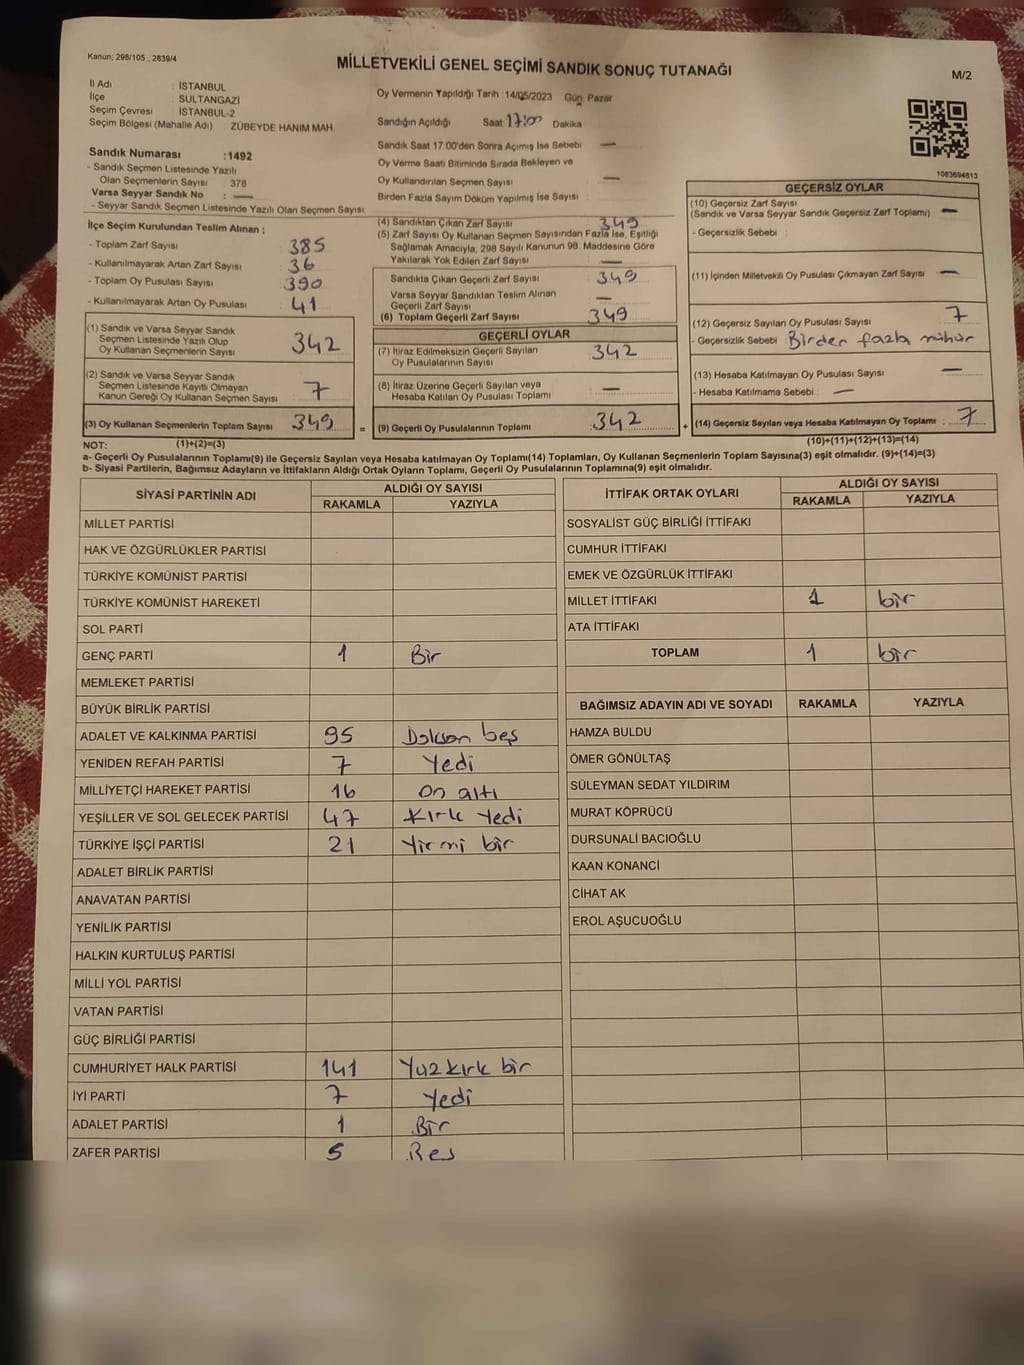 Kanun; 298/105 , 2839/4
MİLLETVEKİLİ GENEL SEÇİMİ SANDIK SONUÇ TUTANAĞI
M/2
İl Adı : İSTANBUL
İlçe : SULTANGAZİ
Seçim Çevresi : İSTANBUL-2
Seçim Bölgesi (Mahalle Adı) : ZÜBEYDE HANIM MAH.
Sandık Numarası :1492
- Sandık Seçmen Listesinde Yazılı
Olan Seçmenlerin Sayısı : 378
Varsa Seyyar Sandık No : —
- Seyyar Sandık Seçmen Listesinde Yazılı Olan Seçmen Sayısı:
Oy Vermenin Yapıldığı Tarih :14/05/2023 Gün: Pazar
Sandığın Açıldığı Saat: 17:00 Dakika
Sandık Saat 17:00'den Sonra Açımış İse Sebebi : —
Oy Verme Saati Bitiminde Sırada Bekleyen ve
Oy Kullandırılan Seçmen Sayısı : —
Birden Fazla Sayım Döküm Yapılmış İse Sayısı :
1083694813
İlçe Seçim Kurulundan Teslim Alınan ;
- Toplam Zarf Sayısı : 385
- Kullanılmayarak Artan Zarf Sayısı : 36
- Toplam Oy Pusulası Sayısı : 390
- Kullanılmayarak Artan Oy Pusulası : 41
(1) Sandık ve Varsa Seyyar Sandık
Seçmen Listesinde Yazılı Olup
Oy Kullanan Seçmenlerin Sayısı : 342
(2) Sandık ve Varsa Seyyar Sandık
Seçmen Listesinde Kayıtlı Olmayan
Kanun Gereği Oy Kullanan Seçmen Sayısı : 7
(3) Oy Kullanan Seçmenlerin Toplam Sayısı : 349
(1)+(2)=(3)
(4) Sandıktan Çıkan Zarf Sayısı : 349
(5) Zarf Sayısı Oy Kullanan Seçmen Sayısından Fazla İse, Eşitliği
Sağlamak Amacıyla; 298 Sayılı Kanunun 98. Maddesine Göre
Yakılarak Yok Edilen Zarf Sayısı : —
Sandıkta Çıkan Geçerli Zarf Sayısı : 349
Varsa Seyyar Sandıktan Teslim Alınan
Geçerli Zarf Sayısı : —
(6) Toplam Geçerli Zarf Sayısı : 349
GEÇERLİ OYLAR
(7) İtiraz Edilmeksizin Geçerli Sayılan
Oy Pusulalarının Sayısı : 342
(8) İtiraz Üzerine Geçerli Sayılan veya
Hesaba Katılan Oy Pusulası Toplamı : —
= (9) Geçerli Oy Pusulalarının Toplamı : 342
GEÇERSİZ OYLAR
(10) Geçersiz Zarf Sayısı
(Sandık ve Varsa Seyyar Sandık Geçersiz Zarf Toplamı) : —
- Geçersizlik Sebebi :
(11) İçinden Milletvekili Oy Pusulası Çıkmayan Zarf Sayısı : —
(12) Geçersiz Sayılan Oy Pusulası Sayısı : 7
- Geçersizlik Sebebi : Birden fazla mühür
(13) Hesaba Katılmayan Oy Pusulası Sayısı : —
- Hesaba Katılmama Sebebi : —
+ (14) Geçersiz Sayılan veya Hesaba Katılmayan Oy Toplamı : 7
(10)+(11)+(12)+(13)=(14)
NOT:
a- Geçerli Oy Pusulalarının Toplamı(9) ile Geçersiz Sayılan veya Hesaba katılmayan Oy Toplamı(14) Toplamları, Oy Kullanan Seçmenlerin Toplam Sayısına(3) eşit olmalıdır. (9)+(14)=(3)
b- Siyasi Partilerin, Bağımsız Adayların ve İttifakların Aldığı Ortak Oyların Toplamı, Geçerli Oy Pusulalarının Toplamına(9) eşit olmalıdır.
SİYASİ PARTİNİN ADI ALDIĞI OY SAYISI
RAKAMLA YAZIYLA
MİLLET PARTİSİ
HAK VE ÖZGÜRLÜKLER PARTİSİ
TÜRKİYE KOMÜNİST PARTİSİ
TÜRKİYE KOMÜNİST HAREKETİ
SOL PARTİ
GENÇ PARTİ 1 Bir
MEMLEKET PARTİSİ
BÜYÜK BİRLİK PARTİSİ
ADALET VE KALKINMA PARTİSİ 95 Doksan beş
YENİDEN REFAH PARTİSİ 7 Yedi
MİLLİYETÇİ HAREKET PARTİSİ 16 On altı
YEŞİLLER VE SOL GELECEK PARTİSİ 47 Kırk Yedi
TÜRKİYE İŞÇİ PARTİSİ 21 Yirmi bir
ADALET BİRLİK PARTİSİ
ANAVATAN PARTİSİ
YENİLİK PARTİSİ
HALKIN KURTULUŞ PARTİSİ
MİLLİ YOL PARTİSİ
VATAN PARTİSİ
GÜÇ BİRLİĞİ PARTİSİ
CUMHURİYET HALK PARTİSİ 141 Yuzkırk bir
İYİ PARTİ 7 Yedi
ADALET PARTİSİ 1 Bir
ZAFER PARTİSİ 5 Beş
İTTİFAK ORTAK OYLARI ALDIĞI OY SAYISI
RAKAMLA YAZIYLA
SOSYALİST GÜÇ BİRLİĞİ İTTİFAKI
CUMHUR İTTİFAKI
EMEK VE ÖZGÜRLÜK İTTİFAKI
MİLLET İTTİFAKI 1 bir
ATA İTTİFAKI
TOPLAM 1 bir
BAĞIMSIZ ADAYIN ADI VE SOYADI RAKAMLA YAZIYLA
HAMZA BULDU
ÖMER GÖNÜLTAŞ
SÜLEYMAN SEDAT YILDIRIM
MURAT KÖPRÜCÜ
DURSUNALİ BACIOĞLU
KAAN KONANCİ
CİHAT AK
EROL AŞUCUOĞLU